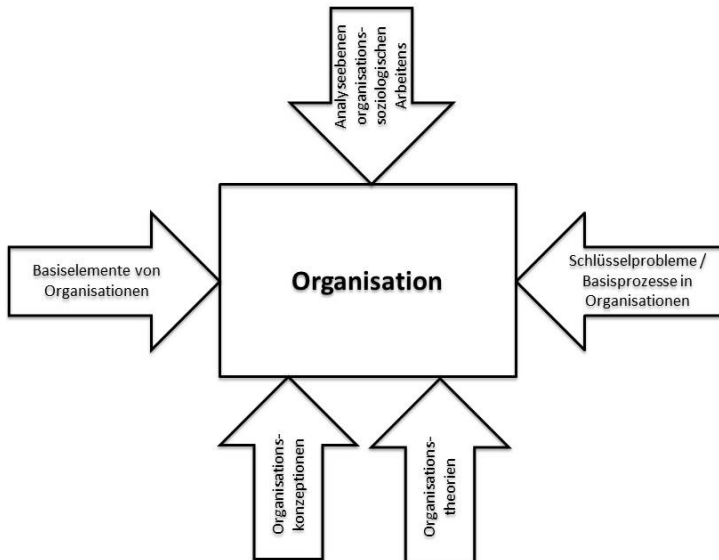 Analyseebenen
organisations-
soziologischen
Arbeitens
Basiselemente von
Organisationen
Organisation
Schlüsselprobleme /
Basisprozesse in
Organisationen
Organisations-
konzeptionen
Organisations-
theorien